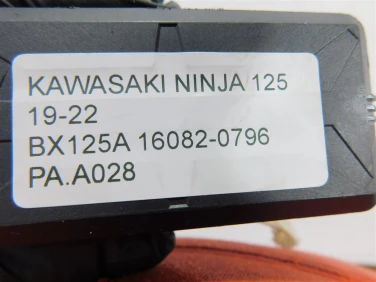 KAWASAKI NINJA 125
19-22
BX125A 16082-0796
PA.A028